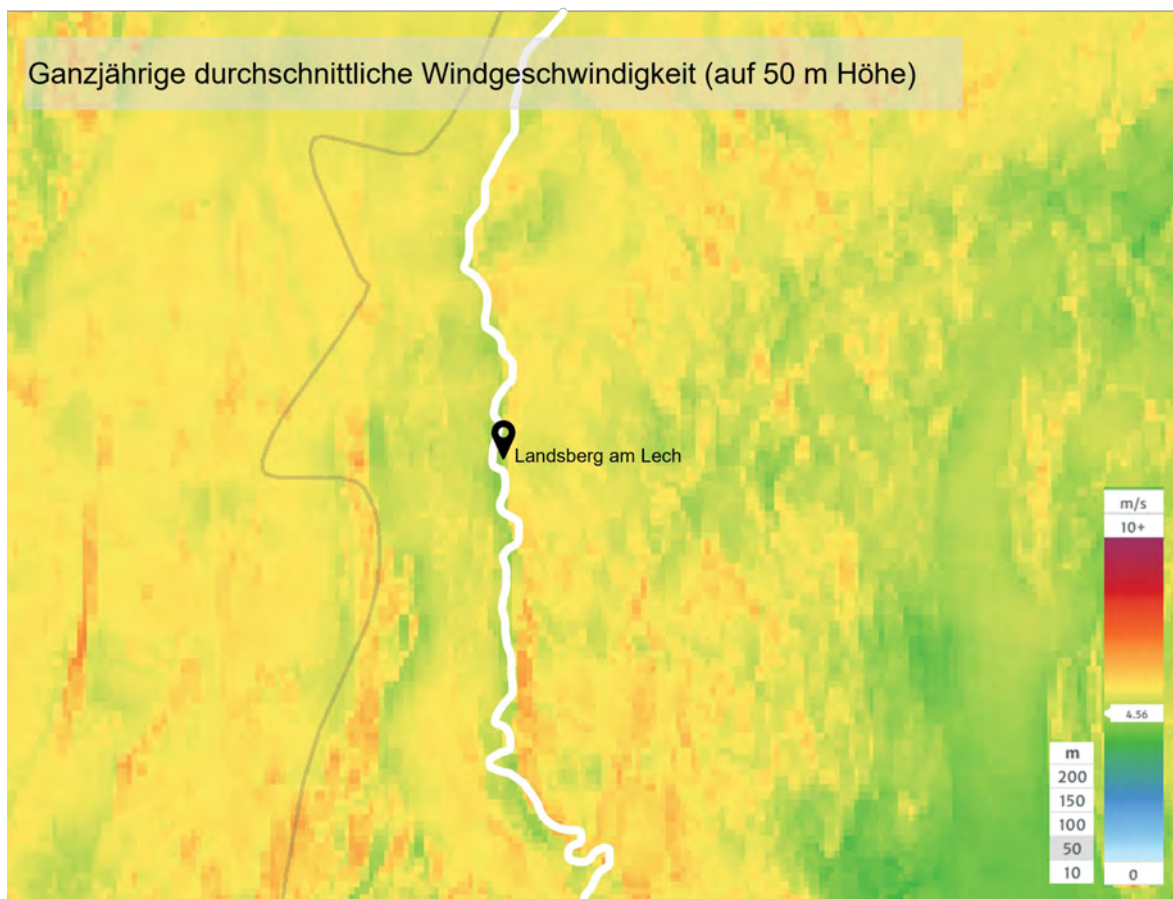 Ganzjährige durchschnittliche Windgeschwindigkeit (auf 50 m Höhe)
Landsberg am Lech
m/s
10+
4.56
0
m
200
150
100
50
10